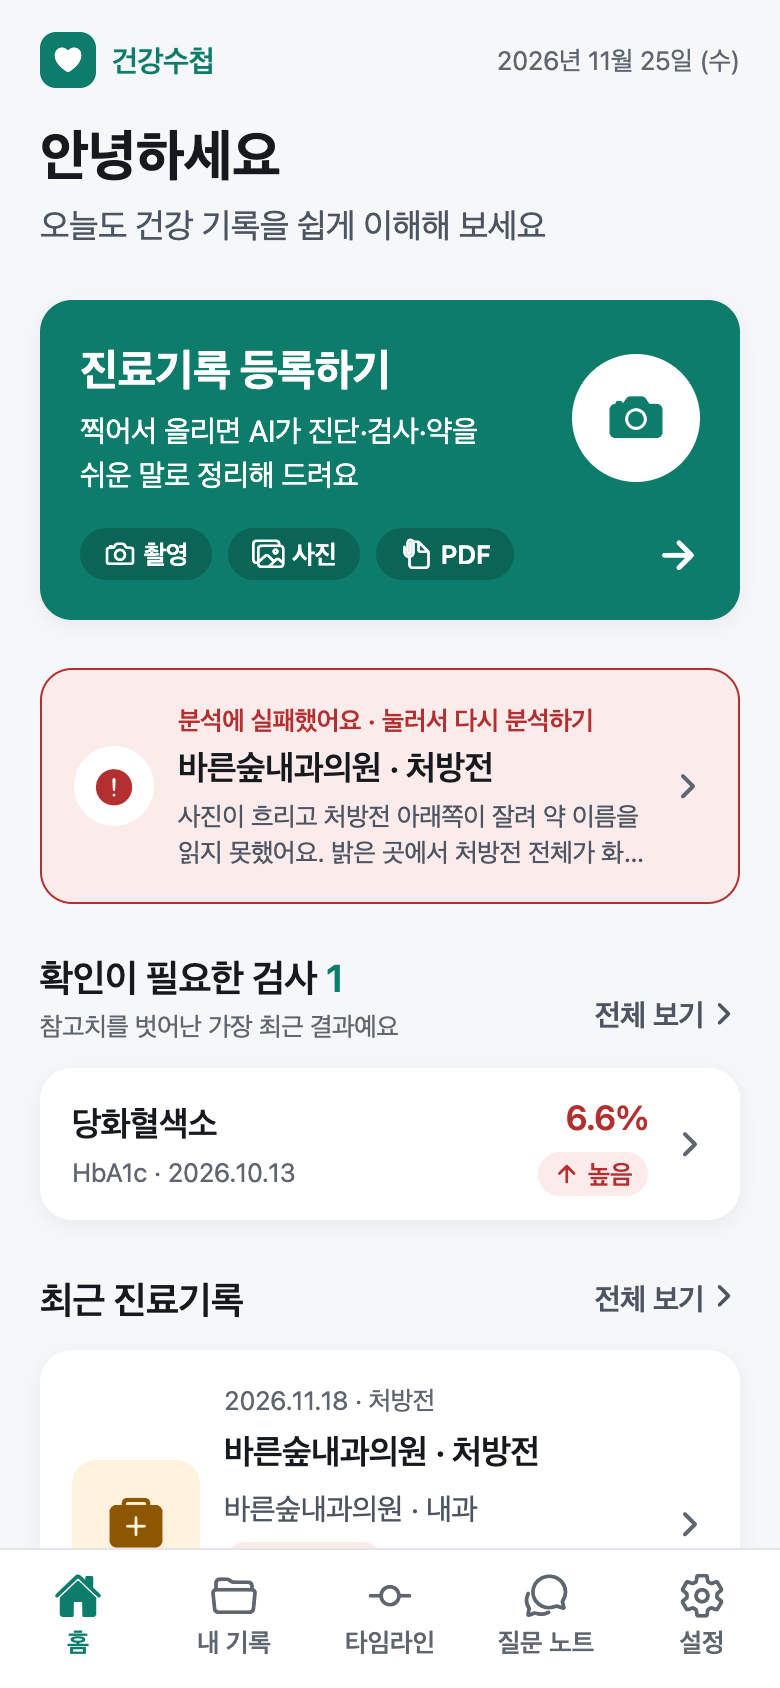 건강수첩
2026년 11월 25일 (수)
안녕하세요
오늘도 건강 기록을 쉽게 이해해 보세요
진료기록 등록하기
찍어서 올리면 AI가 진단·검사·약을
쉬운 말로 정리해 드려요
촬영
사진
PDF
분석에 실패했어요 · 눌러서 다시 분석하기
바른숲내과의원 · 처방전
사진이 흐리고 처방전 아래쪽이 잘려 약 이름을
읽지 못했어요. 밝은 곳에서 처방전 전체가 화...
확인이 필요한 검사 1
참고치를 벗어난 가장 최근 결과예요
전체 보기
당화혈색소
6.6%
HbA1c · 2026.10.13
높음
최근 진료기록
전체 보기
2026.11.18 · 처방전
바른숲내과의원 · 처방전
바른숲내과의원 · 내과
홈
내 기록
타임라인
질문 노트
설정